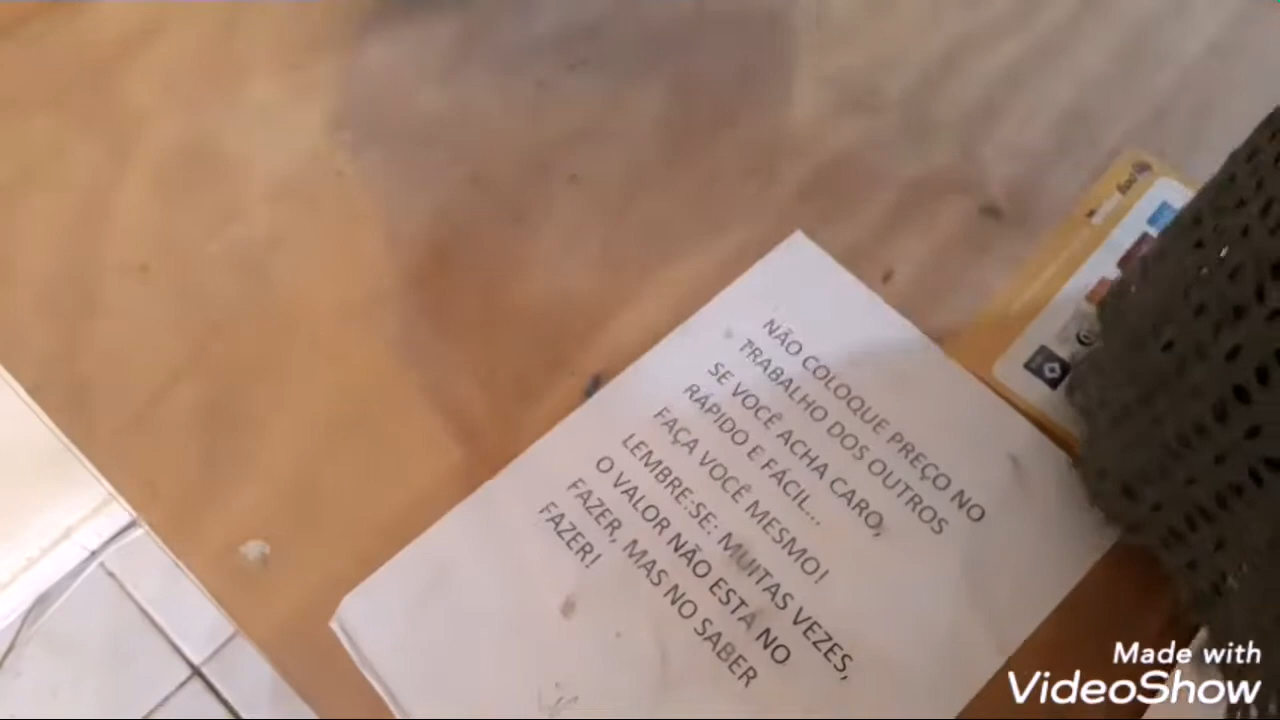 NÃO COLOQUE PREÇO NO
TRABALHO DOS OUTROS
SE VOCÊ ACHA CARO,
RÁPIDO E FÁCIL...
FAÇA VOCÊ MESMO!
LEMBRE-SE: MUITAS VEZES,
O VALOR NÃO ESTA NO
FAZER, MAS NO SABER
FAZER!
Made with
VideoShow